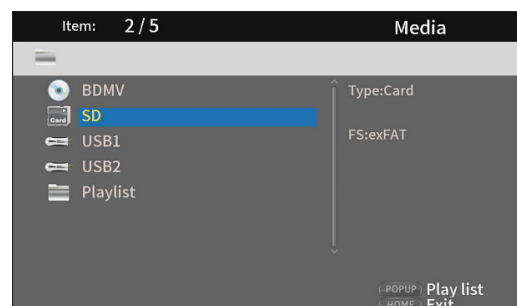 Item: 2/5 Media
BDMV
Type:Card
Card SD
FS:exFAT
USB1
USB2
Playlist
POPUP Play list
HOME Exit